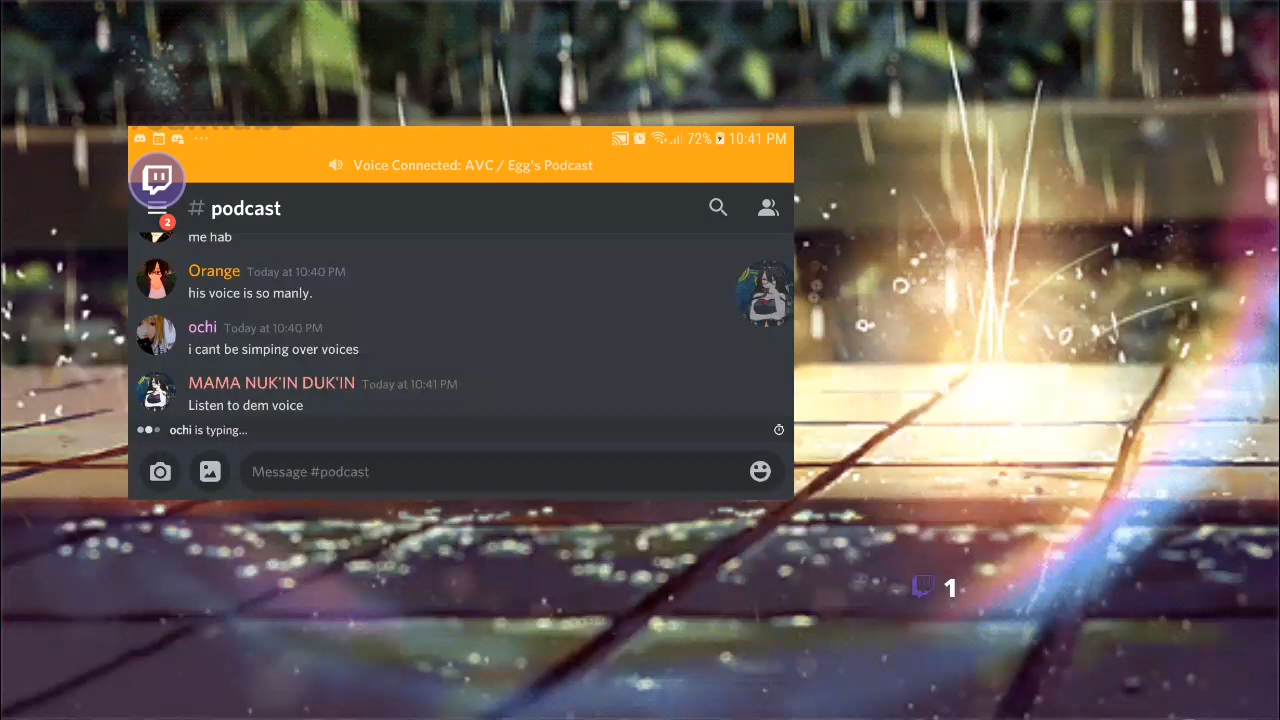 72% 10:41 PM
Voice Connected: AVC / Egg's Podcast
# podcast
2
me hab
Orange Today at 10:40 PM
his voice is so manly.
ochi Today at 10:40 PM
i cant be simping over voices
MAMA NUK'IN DUK'IN Today at 10:41 PM
Listen to dem voice
ochi is typing...
Message #podcast
1